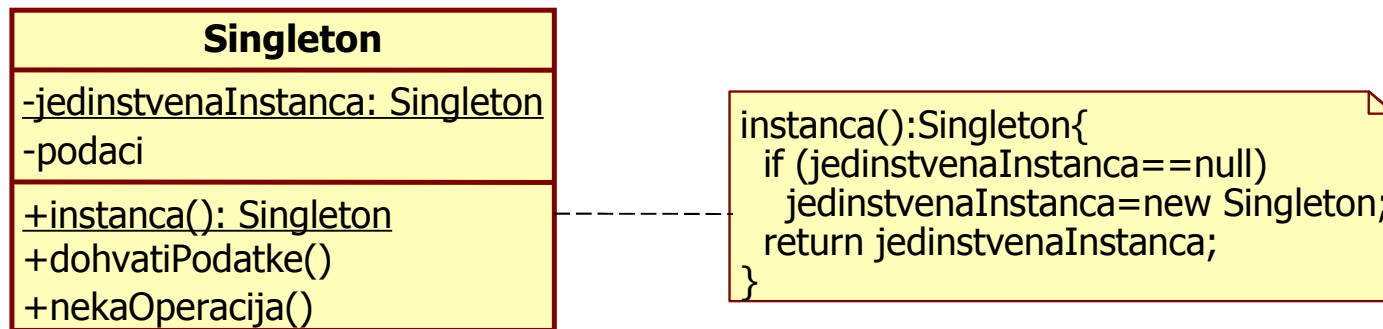 Singleton
-jedinstvenaInstanca: Singleton
-podaci
+instanca(): Singleton
+dohvatiPodatke()
+nekaOperacija()
instanca():Singleton{
if (jedinstvenaInstanca==null)
jedinstvenaInstanca=new Singleton;
return jedinstvenaInstanca;
}